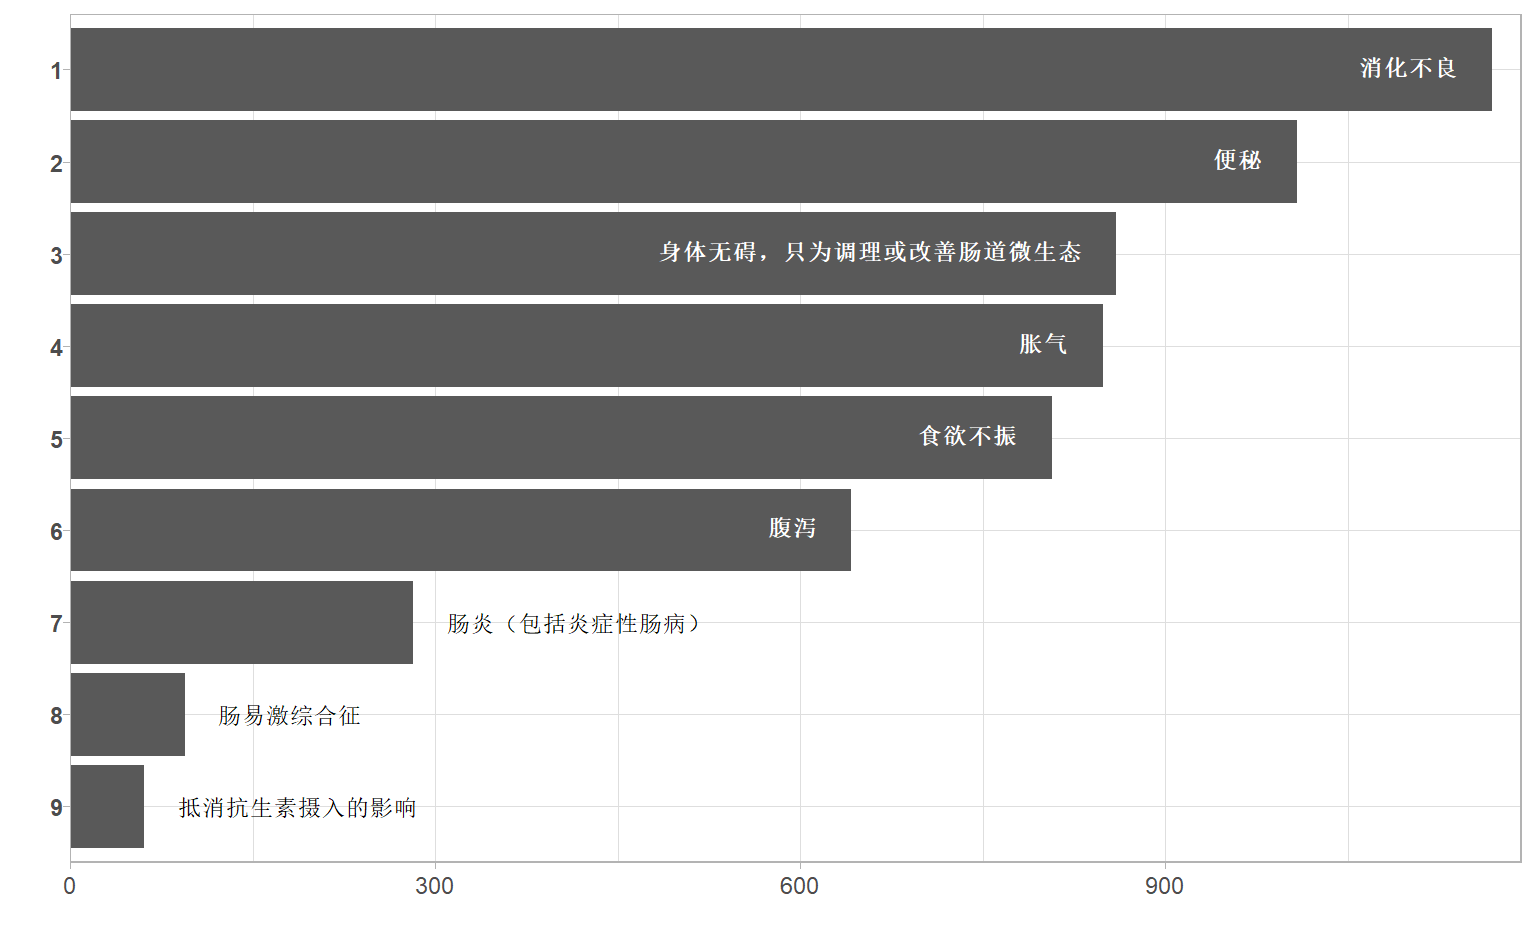 1 消化不良
2 便秘
3 身体无碍，只为调理或改善肠道微生态
4 胀气
5 食欲不振
6 腹泻
7 肠炎（包括炎症性肠病）
8 肠易激综合征
9 抵消抗生素摄入的影响
0 300 600 900